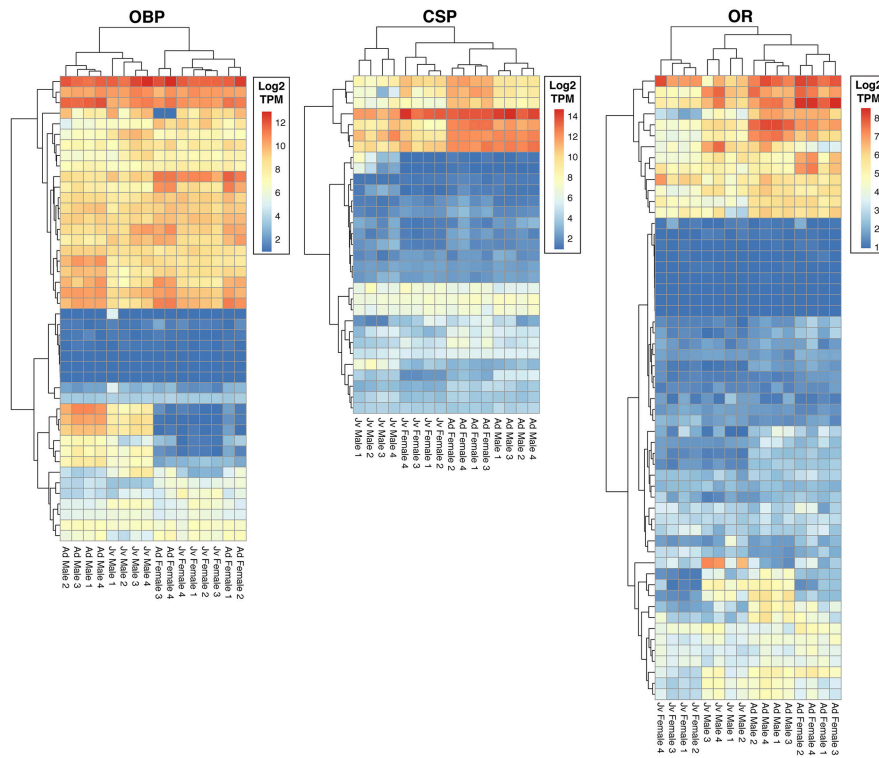 OBP
Log2
TPM
12
10
8
6
4
2
Ad Male 2
Ad Male 3
Ad Male 1
Ad Male 4
Jv Male 1
Jv Male 2
Jv Male 3
Jv Male 4
Ad Female 3
Ad Female 4
Jv Female 4
Jv Female 1
Jv Female 2
Jv Female 3
Ad Female 1
Ad Female 2
CSP
Log2
TPM
14
12
10
8
6
4
2
Jv Male 1
Jv Male 2
Jv Male 3
Jv Male 4
Jv Female 4
Jv Female 3
Jv Female 1
Jv Female 2
Ad Female 2
Ad Female 4
Ad Female 1
Ad Female 3
Ad Male 1
Ad Male 3
Ad Male 2
Ad Male 4
OR
Log2
TPM
8
7
6
5
4
3
2
1
Jv Female 4
Jv Female 3
Jv Female 1
Jv Female 2
Jv Male 3
Jv Male 4
Jv Male 1
Jv Male 2
Ad Male 2
Ad Male 4
Ad Male 1
Ad Male 3
Ad Female 2
Ad Female 4
Ad Female 1
Ad Female 3